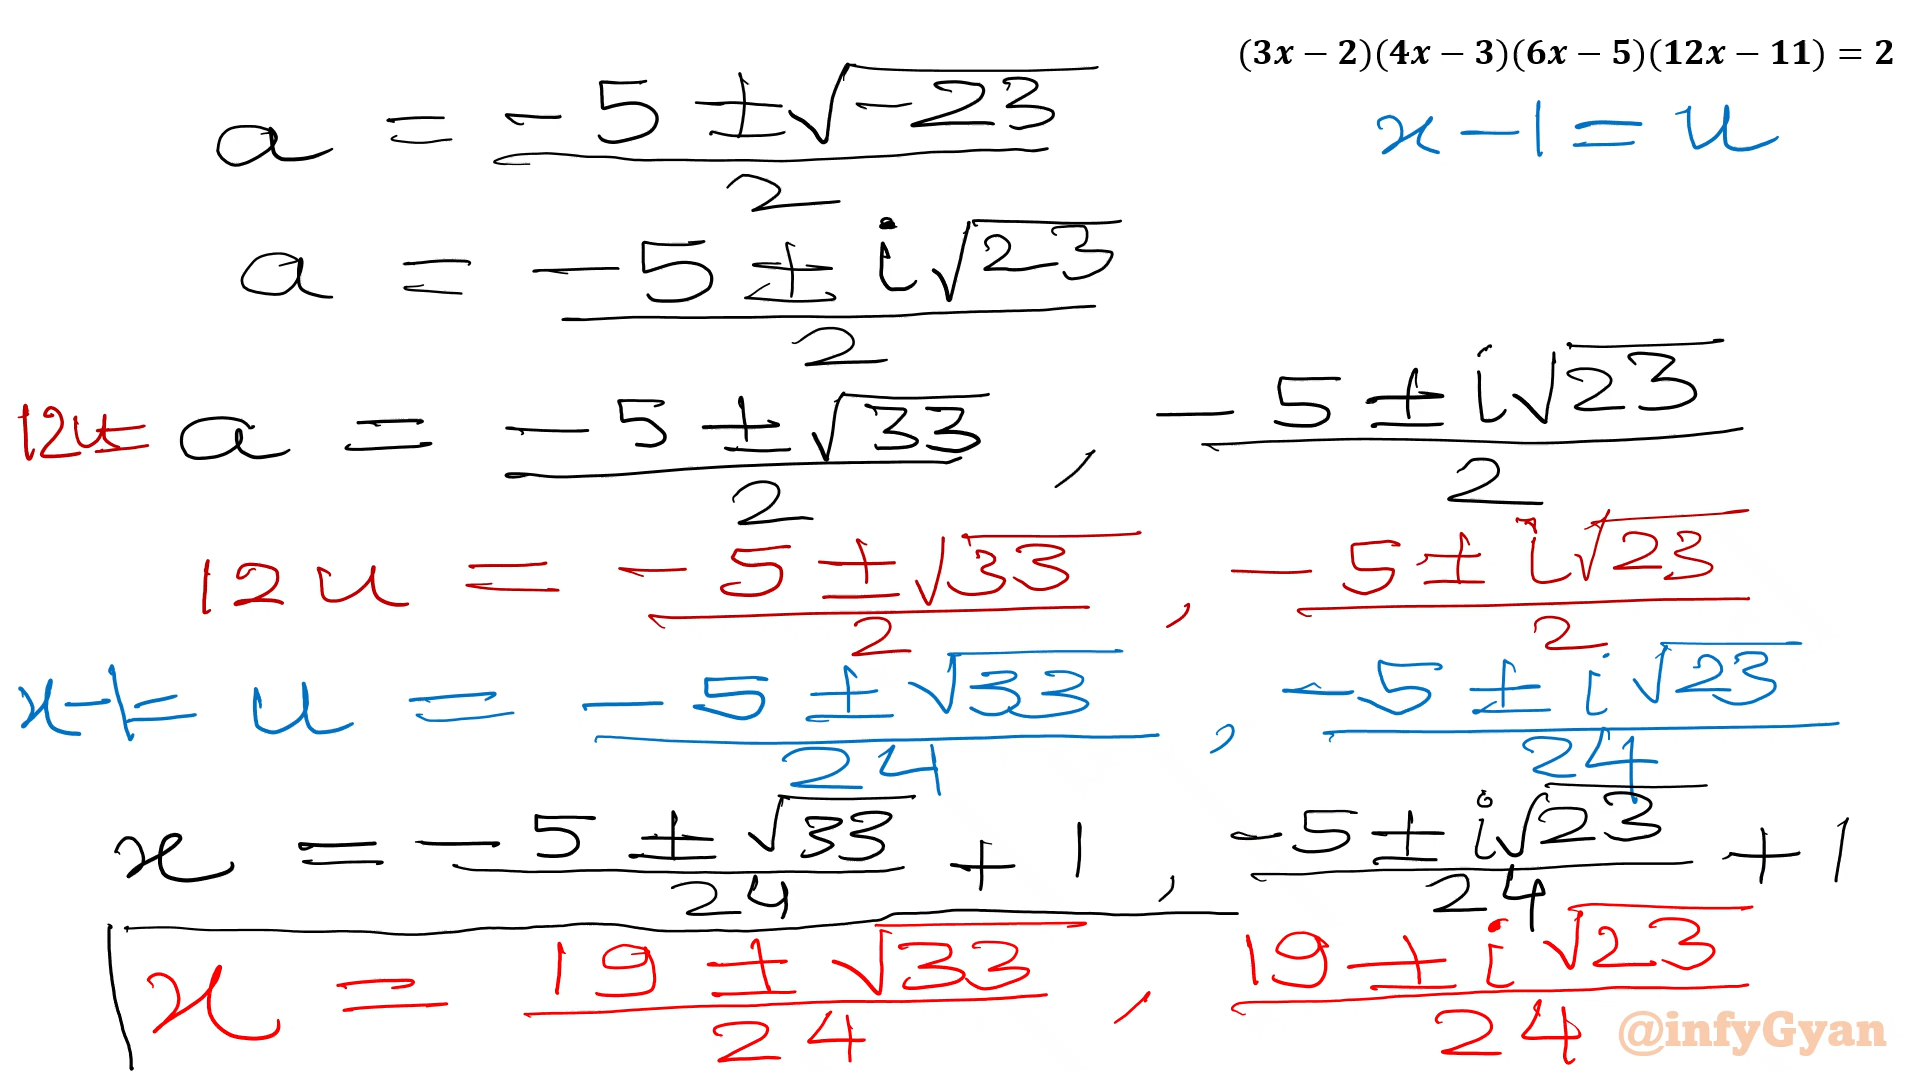 (3x − 2)(4x − 3)(6x − 5)(12x − 11) = 2
x − 1 = u
a = (−5 ± √−23)/2
a = (−5 ± i√23)/2
12u = a = (−5 ± √33)/2 , (−5 ± i√23)/2
12u = (−5 ± √33)/2 , (−5 ± i√23)/2
x − 1 = u = (−5 ± √33)/24 , (−5 ± i√23)/24
x = (−5 ± √33)/24 + 1 , (−5 ± i√23)/24 + 1
x = (19 ± √33)/24 , (19 ± i√23)/24
@infyGyan